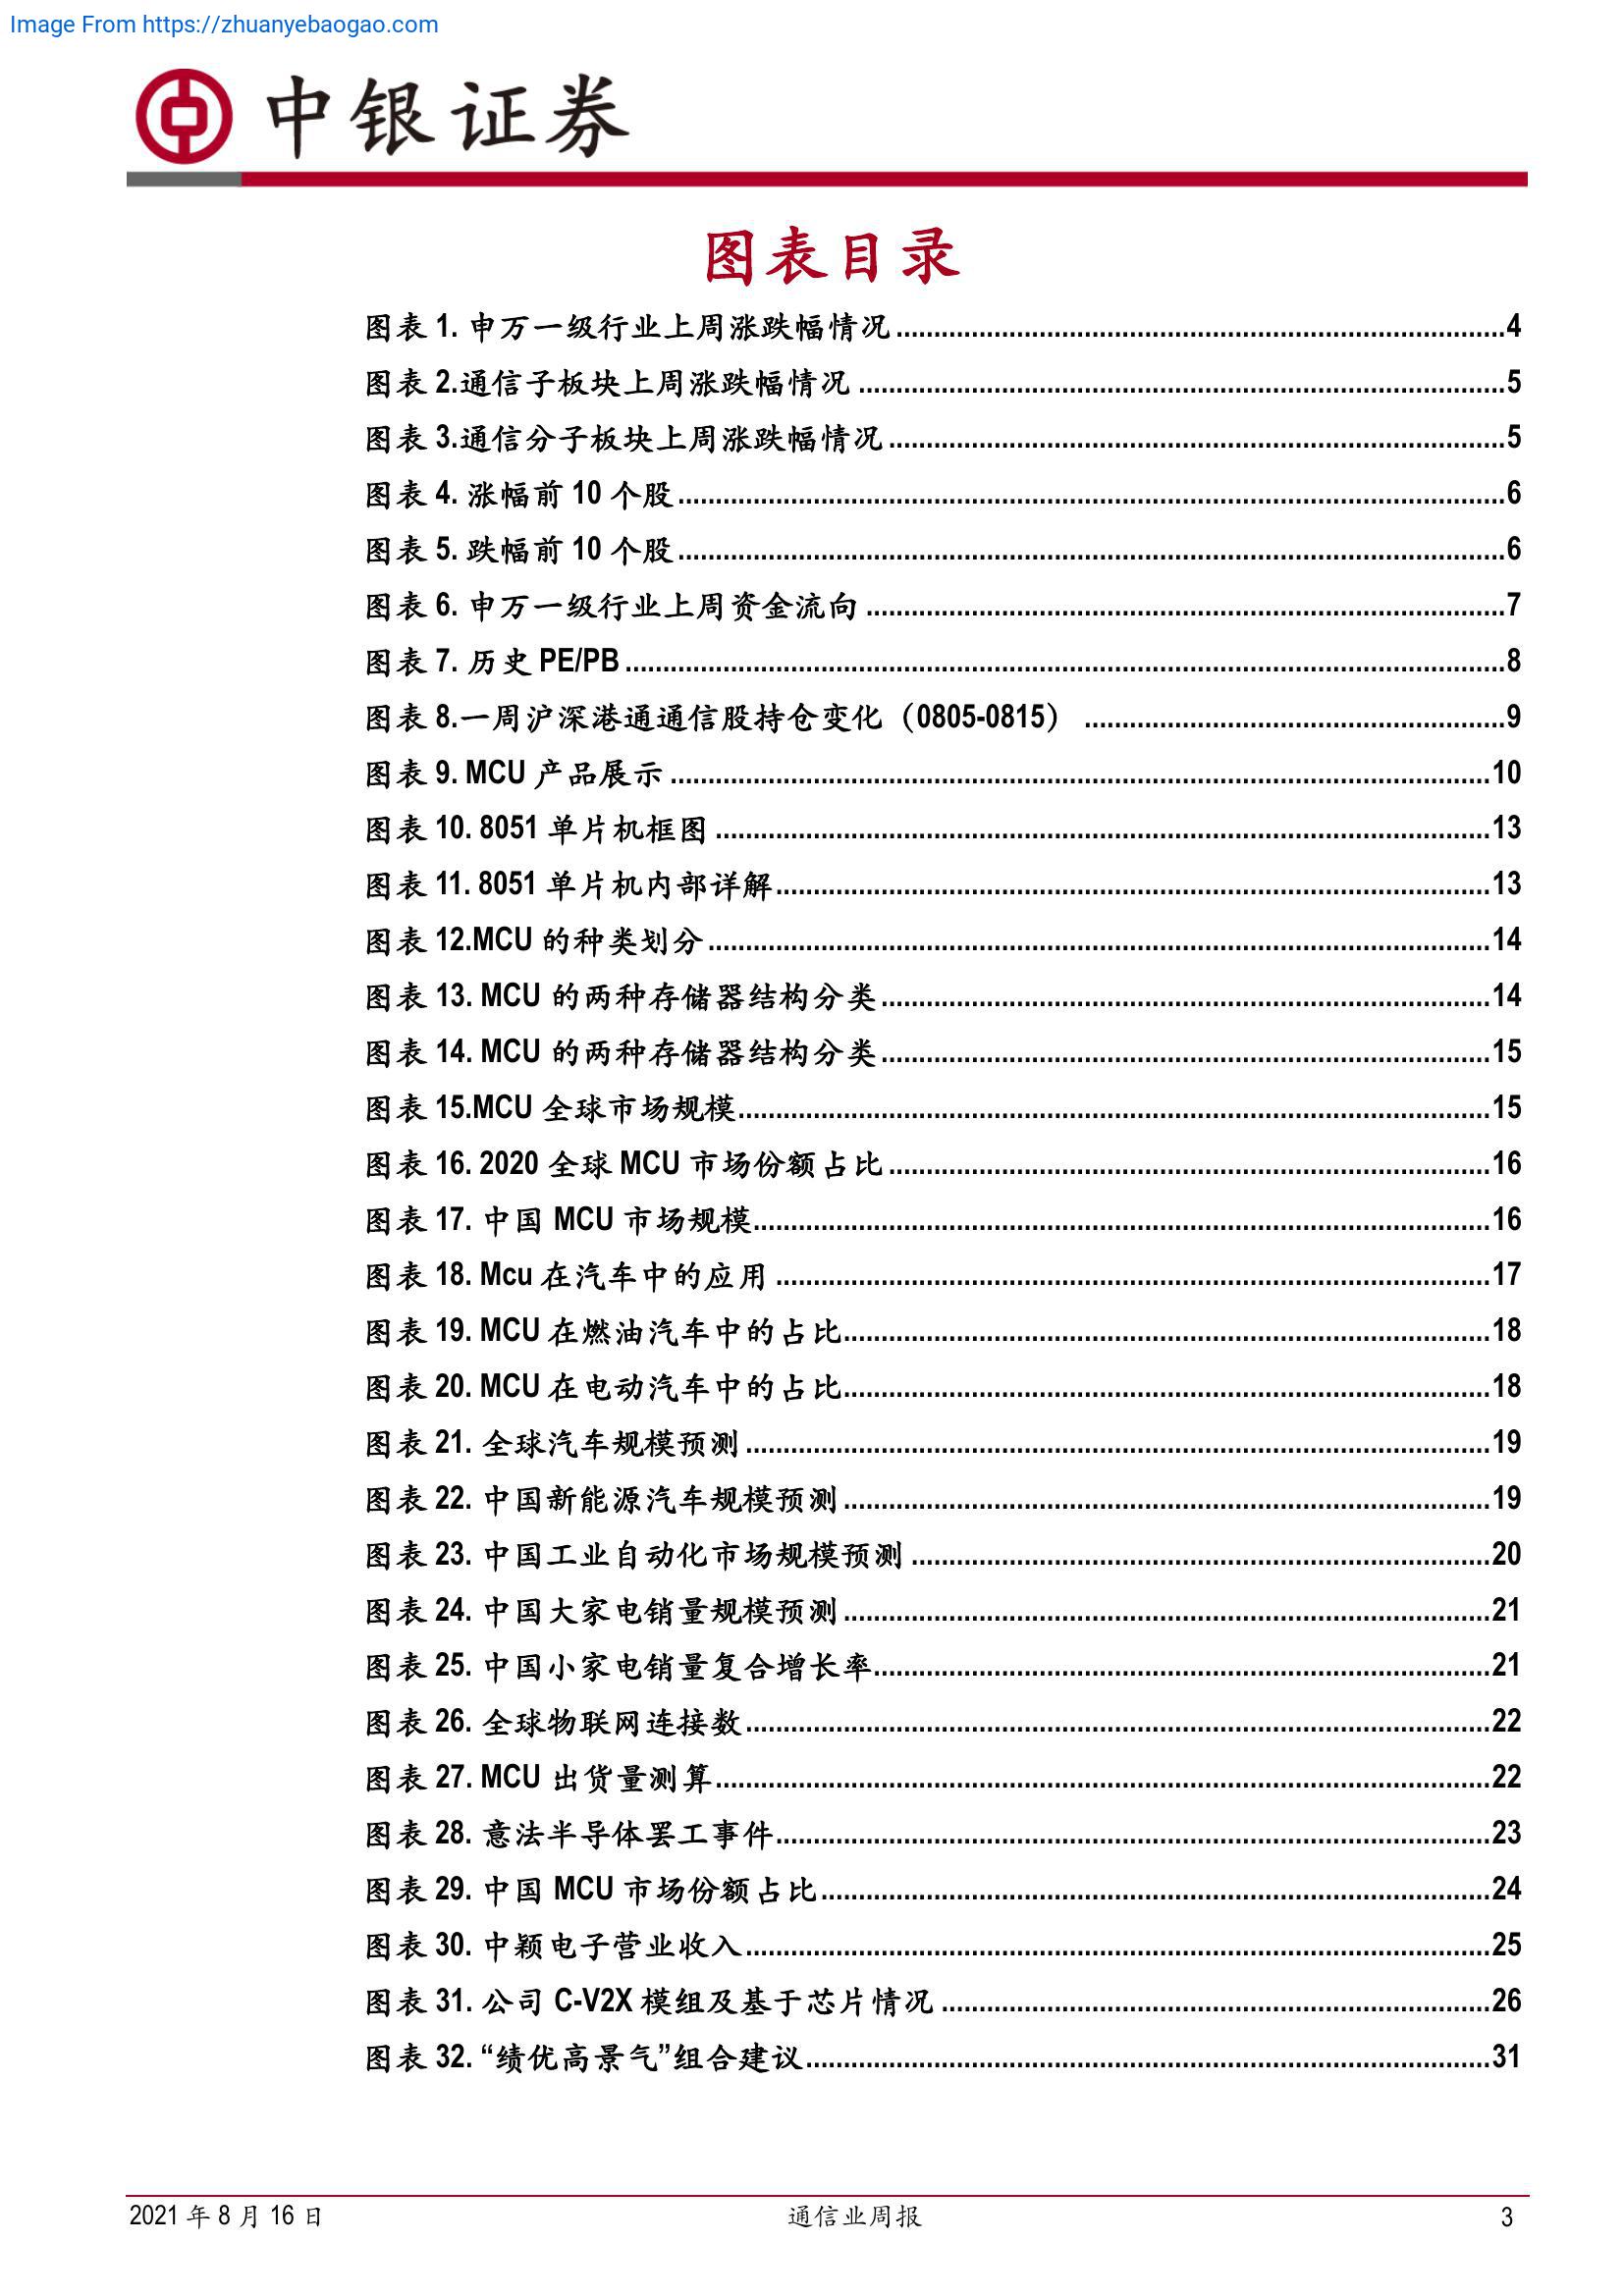 Image From https://zhuanyebaogao.com
中银证券
图表目录
图表 1. 申万一级行业上周涨跌幅情况........4
图表 2.通信子板块上周涨跌幅情况........5
图表 3.通信分子板块上周涨跌幅情况........5
图表 4. 涨幅前 10 个股........6
图表 5. 跌幅前 10 个股........6
图表 6. 申万一级行业上周资金流向........7
图表 7. 历史 PE/PB........8
图表 8.一周沪深港通通信股持仓变化（0805-0815）........9
图表 9. MCU 产品展示........10
图表 10. 8051 单片机框图........13
图表 11. 8051 单片机内部详解........13
图表 12.MCU 的种类划分........14
图表 13. MCU 的两种存储器结构分类........14
图表 14. MCU 的两种存储器结构分类........15
图表 15.MCU 全球市场规模........15
图表 16. 2020 全球 MCU 市场份额占比........16
图表 17. 中国 MCU 市场规模........16
图表 18. Mcu 在汽车中的应用........17
图表 19. MCU 在燃油汽车中的占比........18
图表 20. MCU 在电动汽车中的占比........18
图表 21. 全球汽车规模预测........19
图表 22. 中国新能源汽车规模预测........19
图表 23. 中国工业自动化市场规模预测........20
图表 24. 中国大家电销量规模预测........21
图表 25. 中国小家电销量复合增长率........21
图表 26. 全球物联网连接数........22
图表 27. MCU 出货量测算........22
图表 28. 意法半导体罢工事件........23
图表 29. 中国 MCU 市场份额占比........24
图表 30. 中颖电子营业收入........25
图表 31. 公司 C-V2X 模组及基于芯片情况........26
图表 32. “绩优高景气”组合建议........31
2021 年 8 月 16 日 通信业周报 3